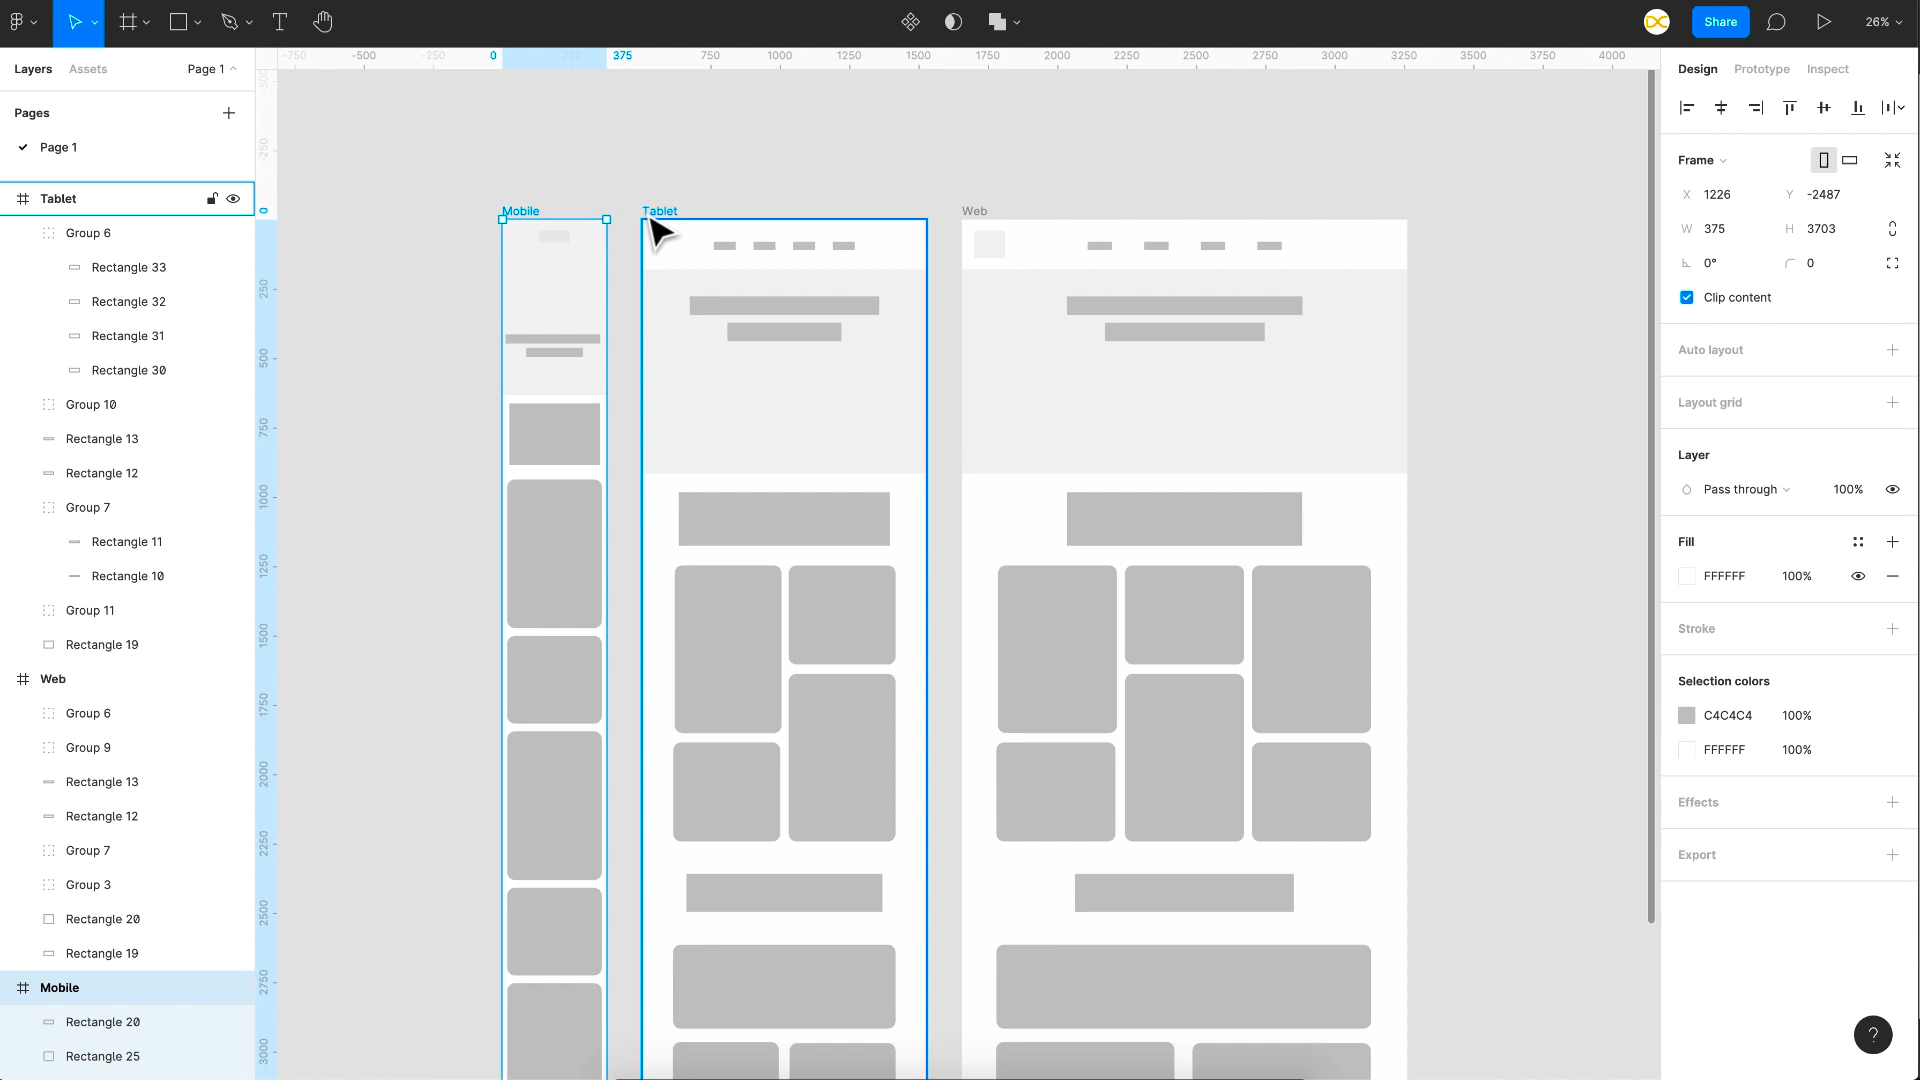 Share
26%
Layers Assets Page 1
Pages
Page 1
Tablet
Group 6
Rectangle 33
Rectangle 32
Rectangle 31
Rectangle 30
Group 10
Rectangle 13
Rectangle 12
Group 7
Rectangle 11
Rectangle 10
Group 11
Rectangle 19
Web
Group 6
Group 9
Rectangle 13
Rectangle 12
Group 7
Group 3
Rectangle 20
Rectangle 19
Mobile
Rectangle 20
Rectangle 25
-750 -500 -250 0 250 375 750 1000 1250 1500 1750 2000 2250 2500 2750 3000 3250 3500 3750 4000
-500
-250
0
250
500
750
1000
1250
1500
1750
2000
2250
2500
2750
3000
Mobile Tablet Web
Design Prototype Inspect
Frame
X 1226 Y -2487
W 375 H 3703
0° 0
Clip content
Auto layout
Layout grid
Layer
Pass through 100%
Fill
FFFFFF 100%
Stroke
Selection colors
C4C4C4 100%
FFFFFF 100%
Effects
Export
?